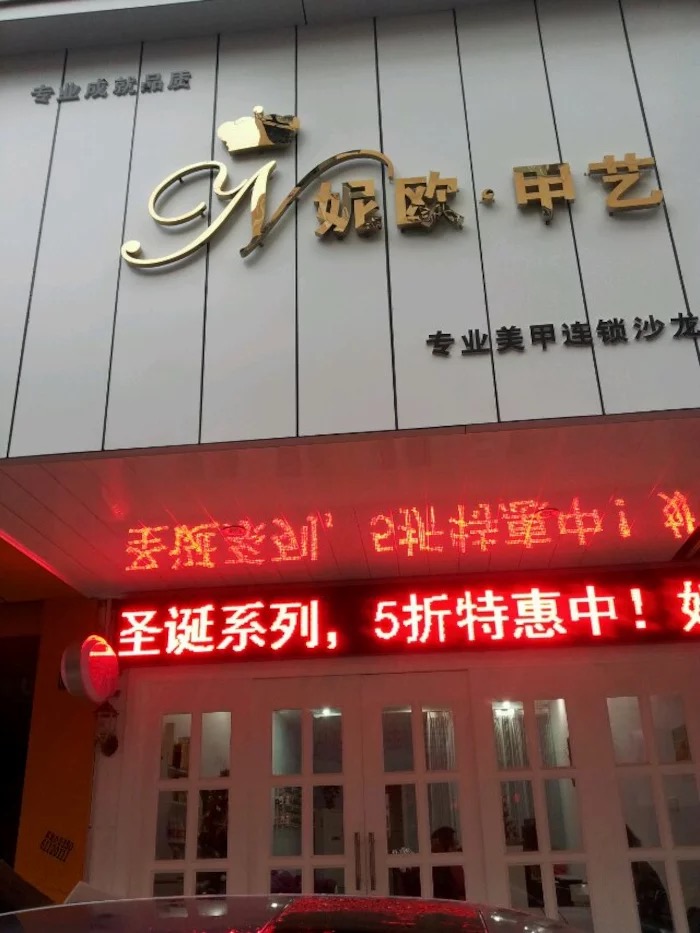 专业成就品质
妮欧·甲艺
专业美甲连锁沙龙
圣诞系列，5折特惠中！